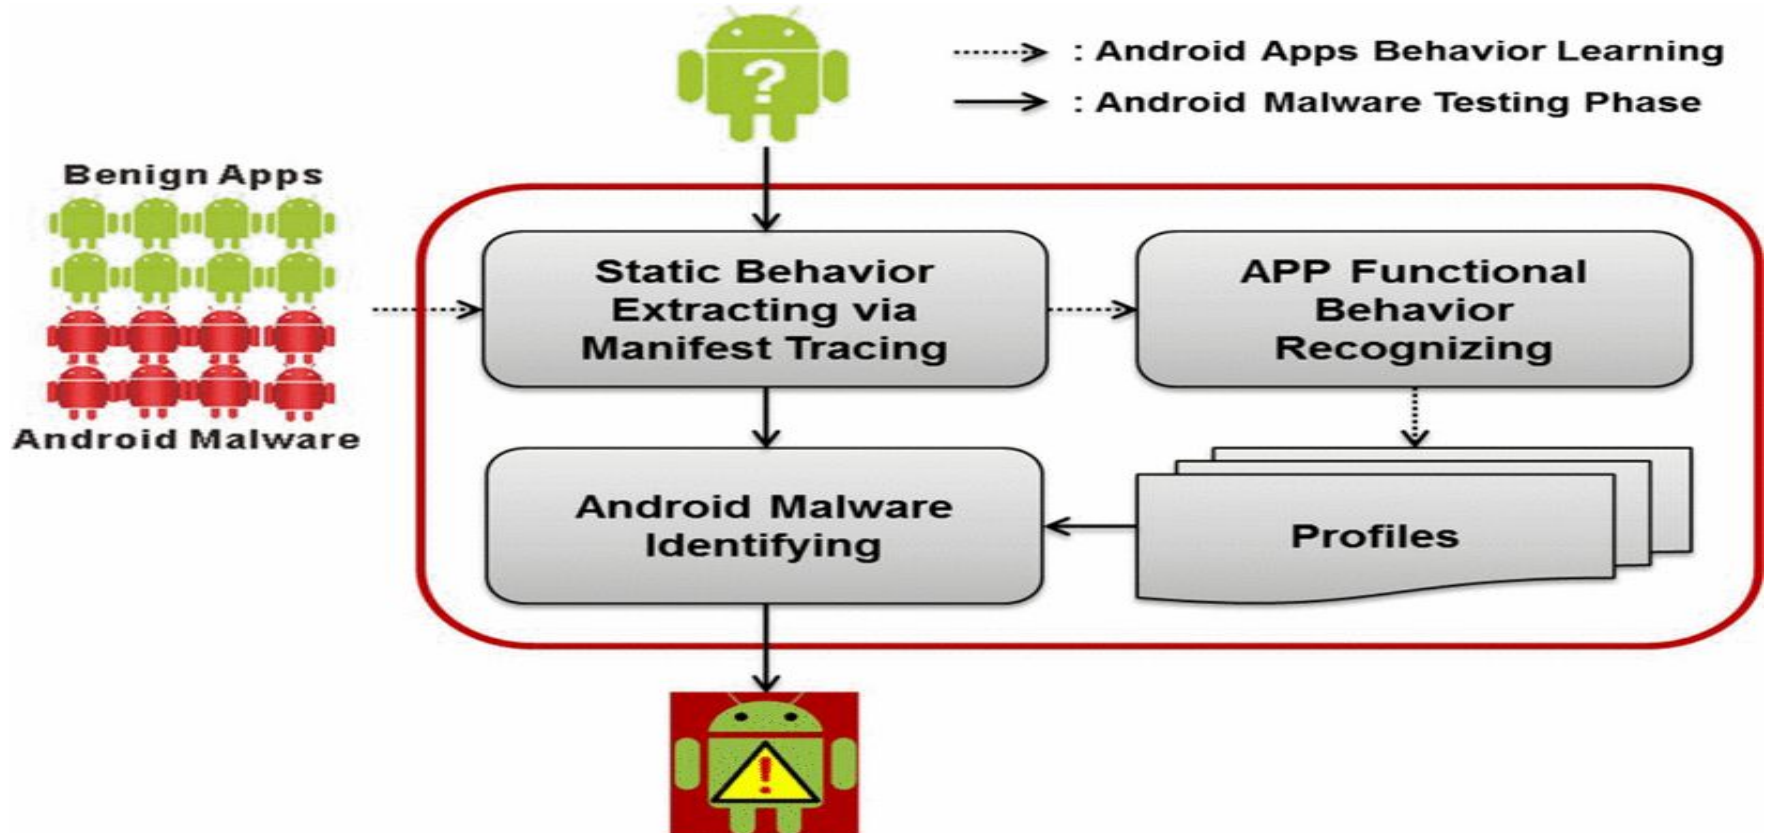 ?
: Android Apps Behavior Learning
: Android Malware Testing Phase
Benign Apps
Android Malware
Static Behavior
Extracting via
Manifest Tracing
APP Functional
Behavior
Recognizing
Android Malware
Identifying
Profiles
!